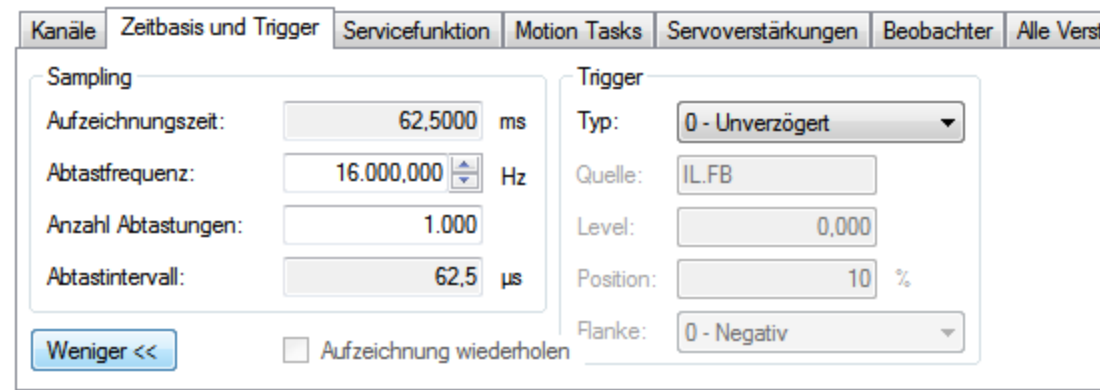 Kanäle Zeitbasis und Trigger Servicefunktion Motion Tasks Servoverstärkungen Beobachter Alle Verst
Sampling
Aufzeichnungszeit: 62,5000 ms
Abtastfrequenz: 16.000,000 Hz
Anzahl Abtastungen: 1.000
Abtastintervall: 62,5 µs
Weniger << Aufzeichnung wiederholen
Trigger
Typ: 0 - Unverzögert
Quelle: IL.FB
Level: 0,000
Position: 10 %
Flanke: 0 - Negativ